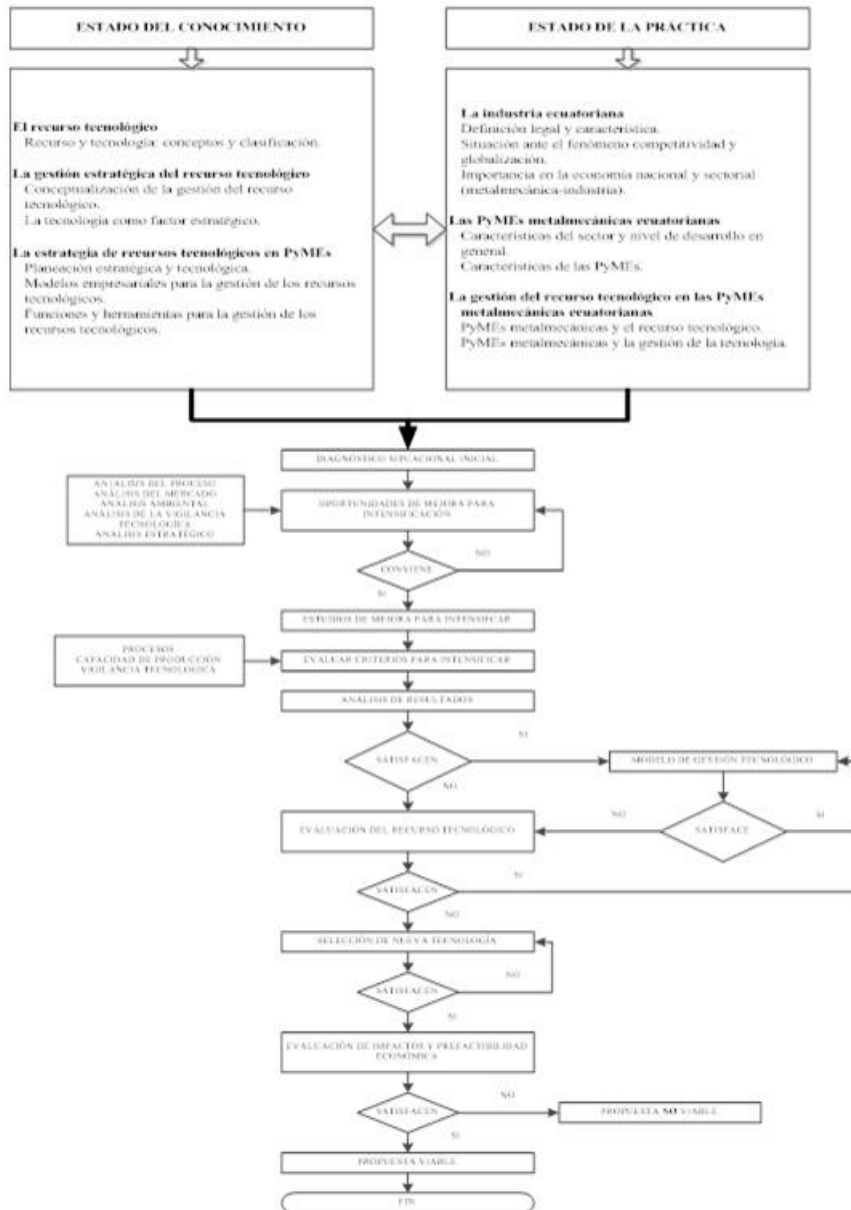 ESTADO DEL CONOCIMIENTO
El recurso tecnológico
Recurso y tecnología: conceptos y clasificación.
La gestión estratégica del recurso tecnológico
Conceptualización de la gestión del recurso
tecnológico.
La tecnología como factor estratégico.
La estrategia de recursos tecnológicos en PyMEs
Planeación estratégica y tecnológica.
Modelos empresariales para la gestión de los recursos
tecnológicos.
Funciones y herramientas para la gestión de los
recursos tecnológicos.
ESTADO DE LA PRÁCTICA
La industria ecuatoriana
Definición legal y característica.
Situación ante el fenómeno competitividad y
globalización.
Importancia en la economía nacional y sectorial
(metalmecánica-industria).
Las PyMEs metalmecánicas ecuatorianas
Características del sector y nivel de desarrollo en
general.
Características de las PyMEs.
La gestión del recurso tecnológico en las PyMEs
metalmecánicas ecuatorianas
PyMEs metalmecánicas y el recurso tecnológico.
PyMEs metalmecánicas y la gestión de la tecnología.
DIAGNÓSTICO SITUACIONAL INICIAL
ANÁLISIS DEL PROCESO
ANÁLISIS DEL MERCADO
ANÁLISIS AMBIENTAL
ANÁLISIS DE LA VIGILANCIA
TECNOLÓGICA
ANÁLISIS ESTRATÉGICO
OPORTUNIDADES DE MEJORA PARA
INTENSIFICACIÓN
CONVIENE
NO
SI
ESTUDIOS DE MEJORA PARA INTENSIFICAR
PROCESOS
CAPACIDAD DE PRODUCCIÓN
VIGILANCIA TECNOLÓGICA
EVALUAR CRITERIOS PARA INTENSIFICAR
ANÁLISIS DE RESULTADOS
SATISFACEN
SI
NO
MODELO DE GESTIÓN TECNOLÓGICO
SATISFACE
NO
EVALUACIÓN DEL RECURSO TECNOLÓGICO
SATISFACEN
SI
NO
SELECCIÓN DE NUEVA TECNOLOGÍA
SATISFACEN
NO
SI
EVALUACIÓN DE IMPACTOS Y PREFACTIBILIDAD
ECONÓMICA
SATISFACEN
NO
SI
PROPUESTA NO VIABLE
PROPUESTA VIABLE
FIN